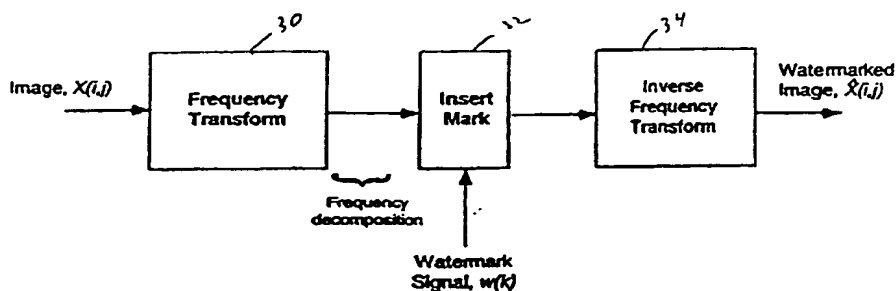 30
32
34
Image, X(i,j)
Frequency
Transform
Insert
Mark
Inverse
Frequency
Transform
Watermarked
Image, X̂(i,j)
Frequency
decomposition
Watermark
Signal, w(k)